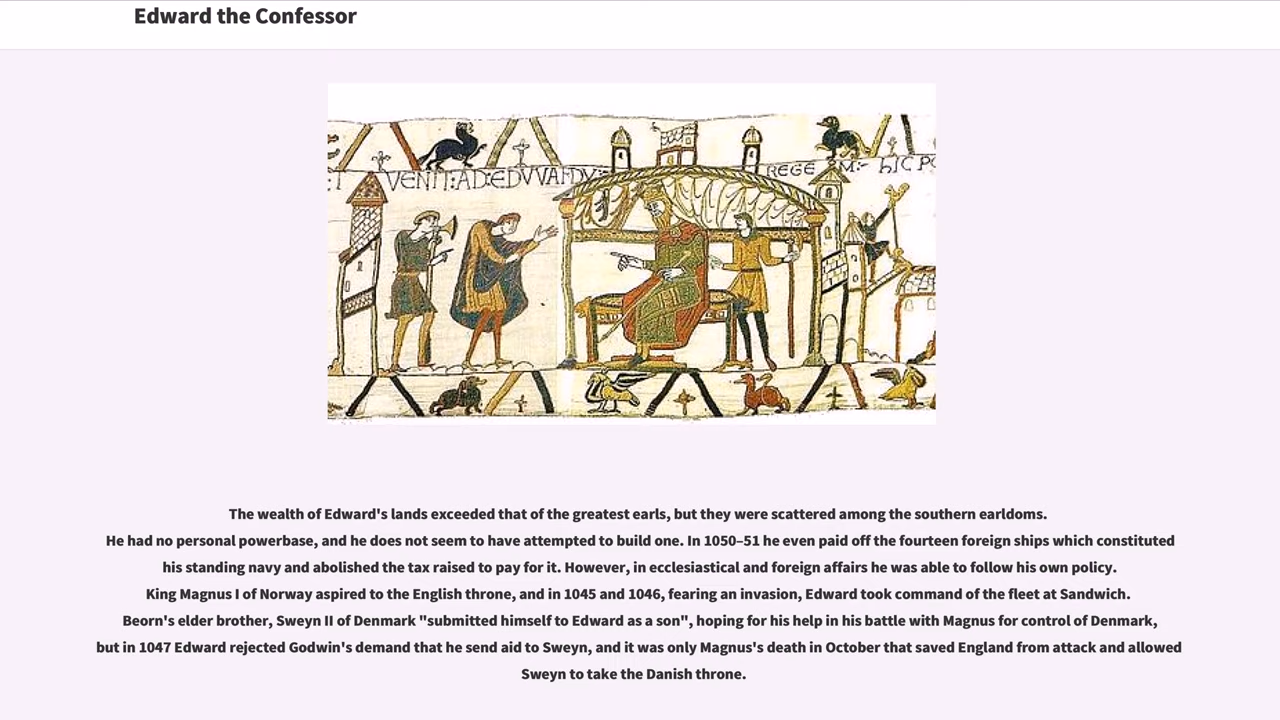 Edward the Confessor
VENIT:AD:EDVVARDV
REGE M:- hIC
The wealth of Edward's lands exceeded that of the greatest earls, but they were scattered among the southern earldoms.
He had no personal powerbase, and he does not seem to have attempted to build one. In 1050–51 he even paid off the fourteen foreign ships which constituted
his standing navy and abolished the tax raised to pay for it. However, in ecclesiastical and foreign affairs he was able to follow his own policy.
King Magnus I of Norway aspired to the English throne, and in 1045 and 1046, fearing an invasion, Edward took command of the fleet at Sandwich.
Beorn's elder brother, Sweyn II of Denmark "submitted himself to Edward as a son", hoping for his help in his battle with Magnus for control of Denmark,
but in 1047 Edward rejected Godwin's demand that he send aid to Sweyn, and it was only Magnus's death in October that saved England from attack and allowed
Sweyn to take the Danish throne.